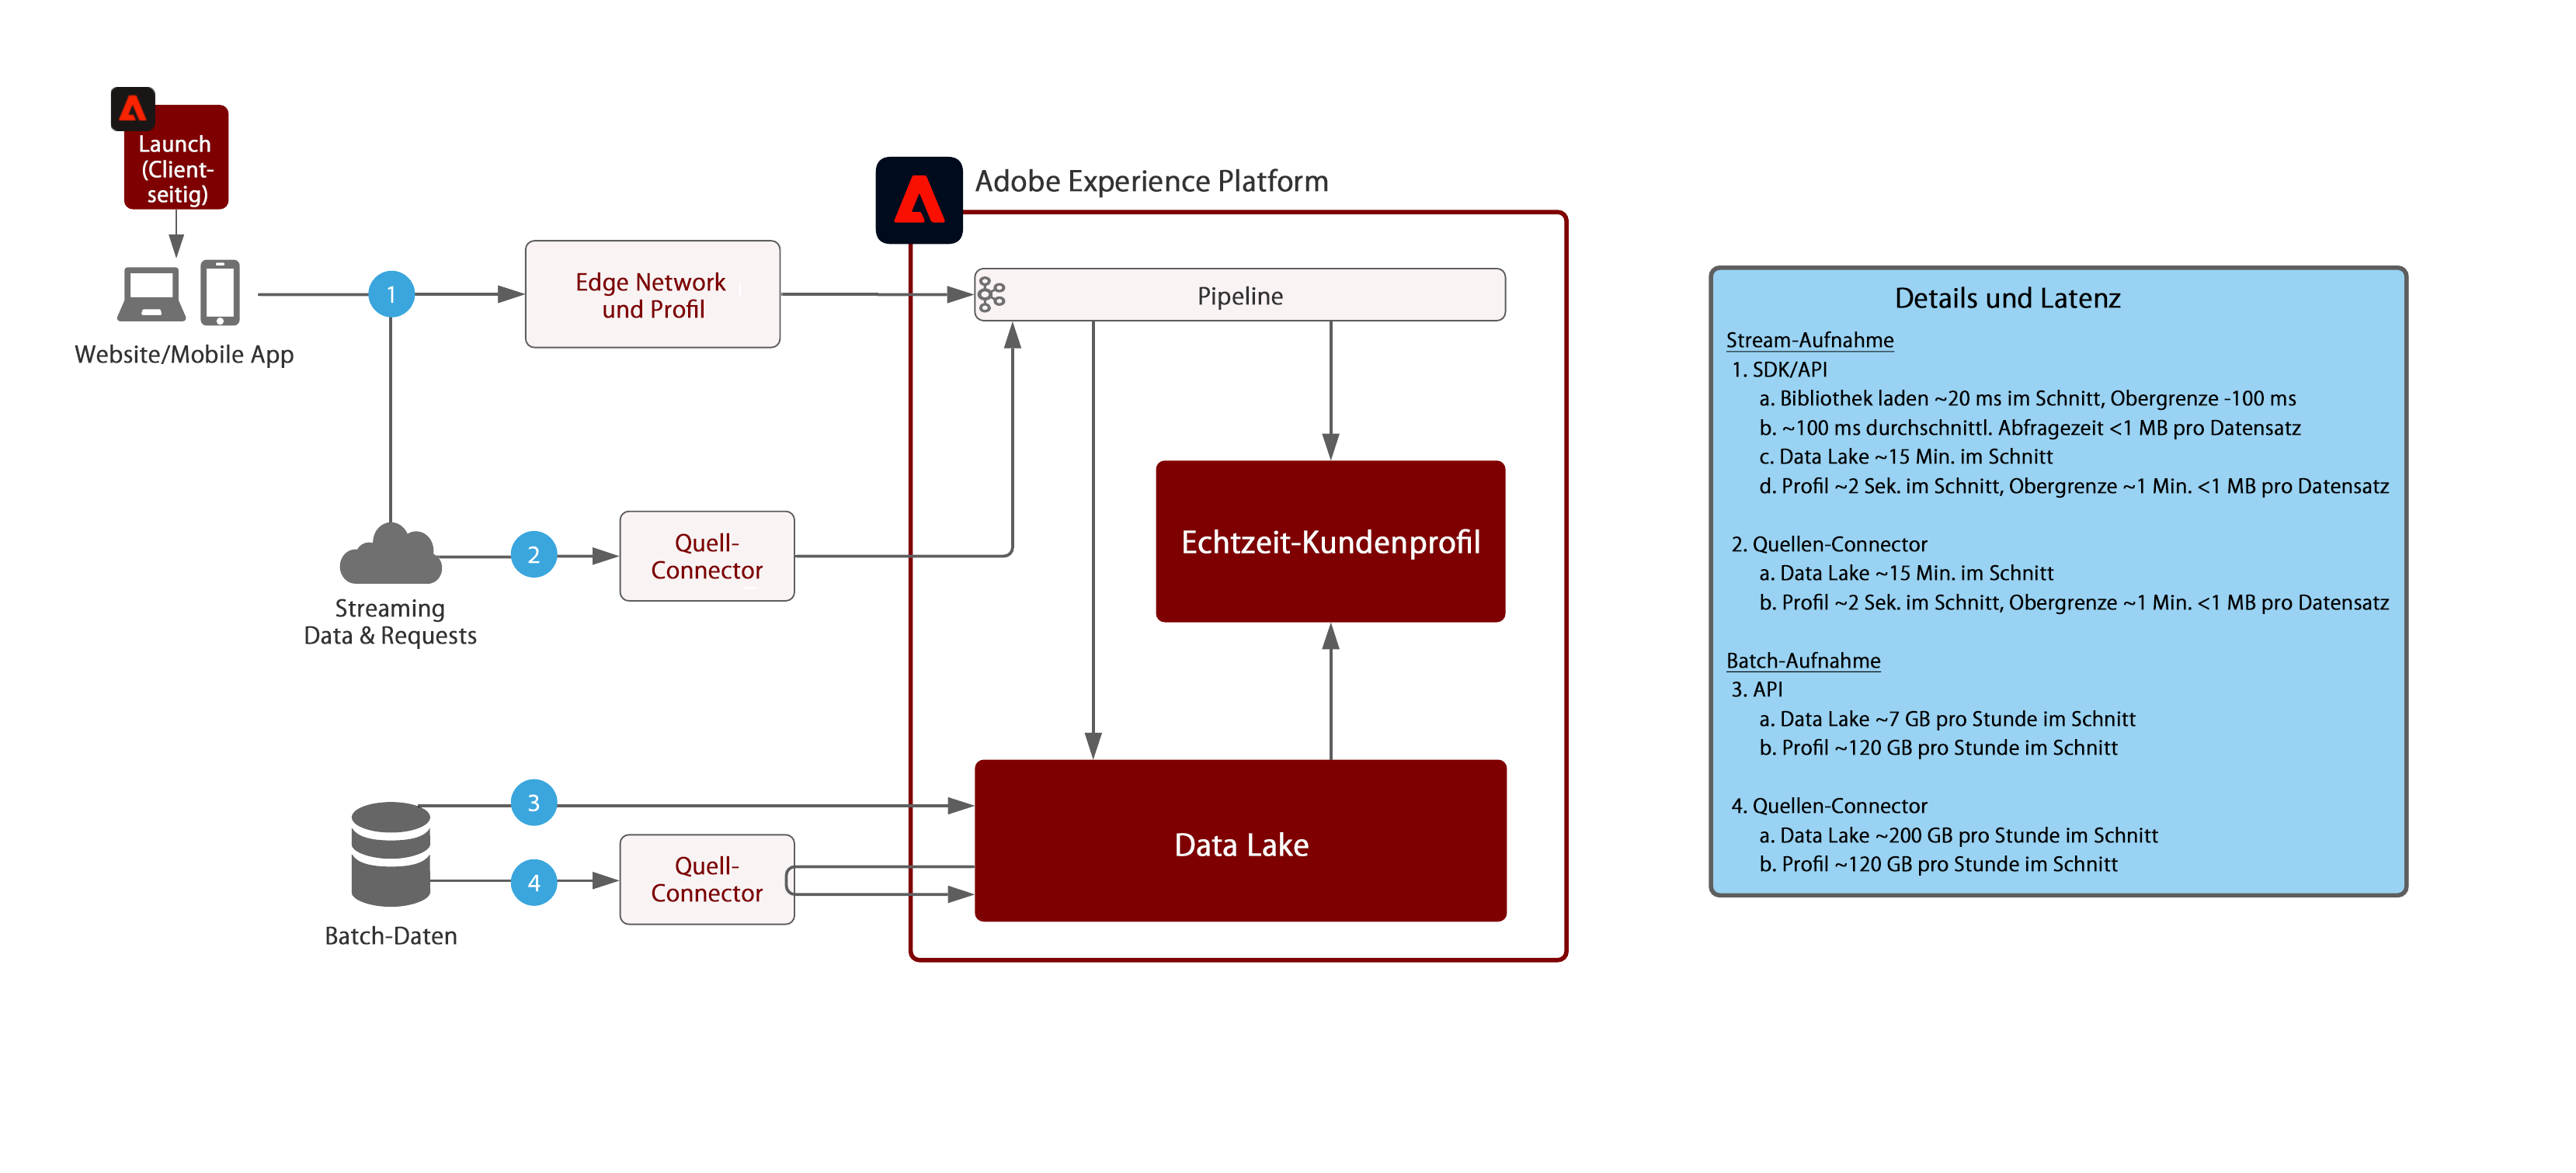 Launch
(Client-
seitig)
Website/Mobile App
1
Edge Network
und Profil
Adobe Experience Platform
Pipeline
2
Quell-
Connector
Streaming
Data & Requests
Echtzeit-Kundenprofil
3
4
Quell-
Connector
Batch-Daten
Data Lake
Details und Latenz
Stream-Aufnahme
1. SDK/API
a. Bibliothek laden ~20 ms im Schnitt, Obergrenze -100 ms
b. ~100 ms durchschnittl. Abfragezeit <1 MB pro Datensatz
c. Data Lake ~15 Min. im Schnitt
d. Profil ~2 Sek. im Schnitt, Obergrenze ~1 Min. <1 MB pro Datensatz
2. Quellen-Connector
a. Data Lake ~15 Min. im Schnitt
b. Profil ~2 Sek. im Schnitt, Obergrenze ~1 Min. <1 MB pro Datensatz
Batch-Aufnahme
3. API
a. Data Lake ~7 GB pro Stunde im Schnitt
b. Profil ~120 GB pro Stunde im Schnitt
4. Quellen-Connector
a. Data Lake ~200 GB pro Stunde im Schnitt
b. Profil ~120 GB pro Stunde im Schnitt